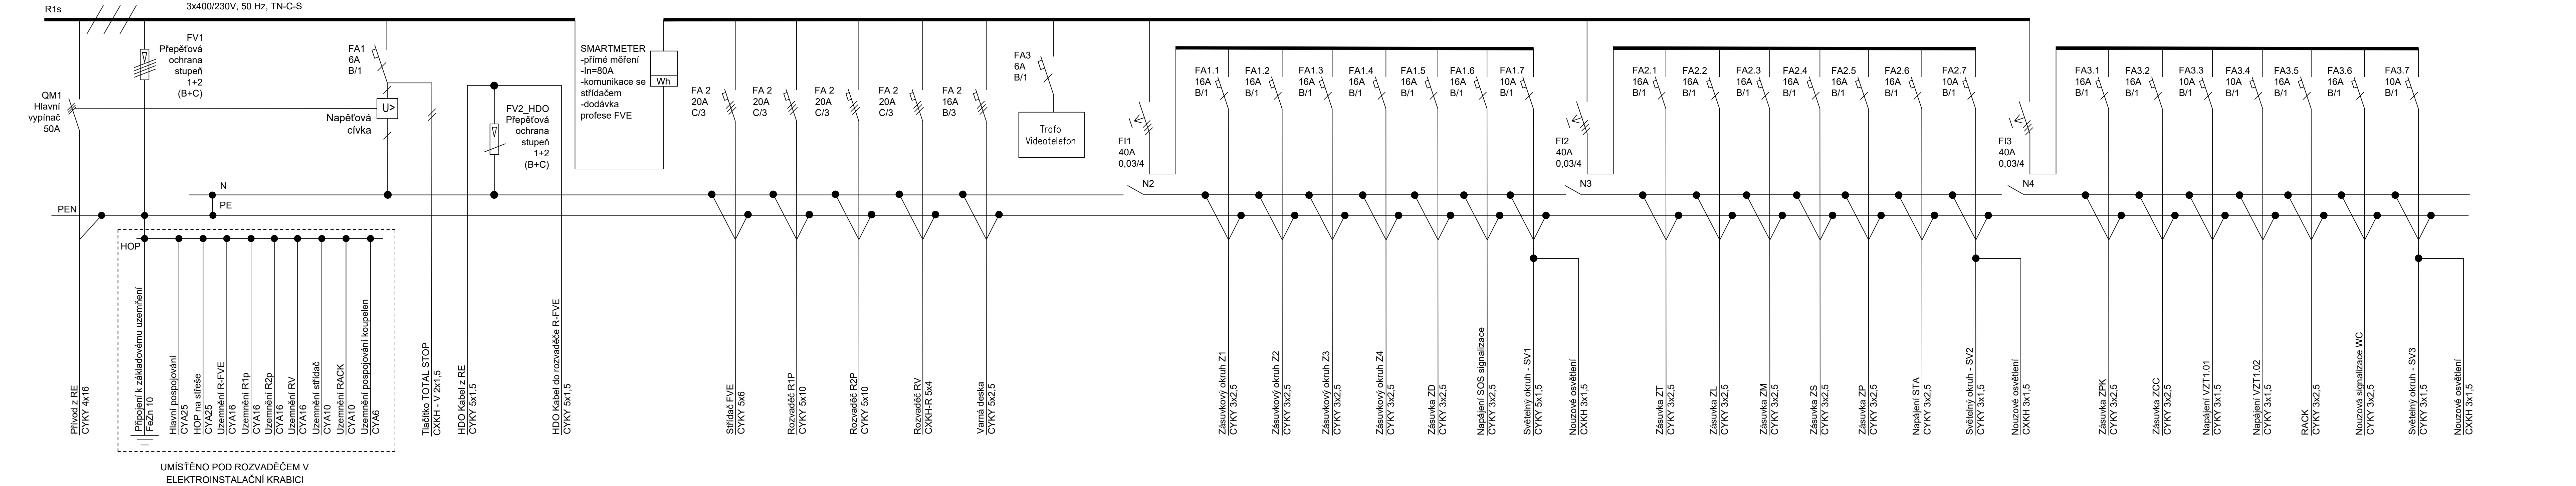 R1s
3x400/230V, 50 Hz, TN-C-S
QM1
Hlavní
vypínač
50A
FV1
Přepěťová
ochrana
stupeň
1+2
(B+C)
FA1
6A
B/1
U>
Napěťová
cívka
FV2_HDO
Přepěťová
ochrana
stupeň
1+2
(B+C)
SMARTMETER
-přímé měření
-In=80A
-komunikace se
střídačem
-dodávka
profese FVE
Wh
FA 2
20A
C/3
FA 2
20A
C/3
FA 2
20A
C/3
FA 2
20A
C/3
FA 2
16A
B/3
FA3
6A
B/1
Trafo
Videotelefon
FI1
40A
0,03/4
FA1.1
16A
B/1
FA1.2
16A
B/1
FA1.3
16A
B/1
FA1.4
16A
B/1
FA1.5
16A
B/1
FA1.6
16A
B/1
FA1.7
10A
B/1
FI2
40A
0,03/4
FA2.1
16A
B/1
FA2.2
16A
B/1
FA2.3
16A
B/1
FA2.4
16A
B/1
FA2.5
16A
B/1
FA2.6
16A
B/1
FA2.7
10A
B/1
FI3
40A
0,03/4
FA3.1
16A
B/1
FA3.2
16A
B/1
FA3.3
10A
B/1
FA3.4
10A
B/1
FA3.5
16A
B/1
FA3.6
16A
B/1
FA3.7
10A
B/1
N
PE
PEN
N2
N3
N4
HOP
Přívod z RE
CYKY 4x16
Připojení k základovému uzemnění
FeZn 10
Hlavní pospojování
CYA25
HOP na střeše
CYA25
Uzemnění R-FVE
CYA16
Uzemnění R1p
CYA16
Uzemnění R2p
CYA16
Uzemnění RV
CYA16
Uzemnění střídač
CYA10
Uzemnění RACK
CYA10
Uzemnění pospojování koupelen
CYA6
Tlačítko TOTAL STOP
CXKH - V 2x1,5
HDO Kabel z RE
CYKY 5x1,5
HDO Kabel do rozvaděče R-FVE
CYKY 5x1,5
Střídač FVE
CYKY 5x6
Rozvaděč R1P
CYKY 5x10
Rozvaděč R2P
CYKY 5x10
Rozvaděč RV
CXKH-R 5x4
Varná deska
CYKY 5x2,5
Zásuvkový okruh Z1
CYKY 3x2,5
Zásuvkový okruh Z2
CYKY 3x2,5
Zásuvkový okruh Z3
CYKY 3x2,5
Zásuvkový okruh Z4
CYKY 3x2,5
Zásuvka ZD
CYKY 3x2,5
Napájení SOS signalizace
CYKY 3x2,5
Světelný okruh - SV1
CYKY 5x1,5
Nouzové osvětlení
CXKH 3x1,5
Zásuvka ZT
CYKY 3x2,5
Zásuvka ZL
CYKY 3x2,5
Zásuvka ZM
CYKY 3x2,5
Zásuvka ZS
CYKY 3x2,5
Zásuvka ZP
CYKY 3x2,5
Napájení STA
CYKY 3x2,5
Světelný okruh - SV2
CYKY 3x1,5
Nouzové osvětlení
CXKH 3x1,5
Zásuvka ZPK
CYKY 3x2,5
Zásuvka ZCC
CYKY 3x2,5
Napájení VZT1.01
CYKY 3x1,5
Napájení VZT1.02
CYKY 3x1,5
RACK
CYKY 3x2,5
Nouzová signalizace WC
CYKY 3x2,5
Světelný okruh - SV3
CYKY 3x1,5
Nouzové osvětlení
CXKH 3x1,5
UMÍSTĚNO POD ROZVADĚČEM V
ELEKTROINSTALAČNÍ KRABICI